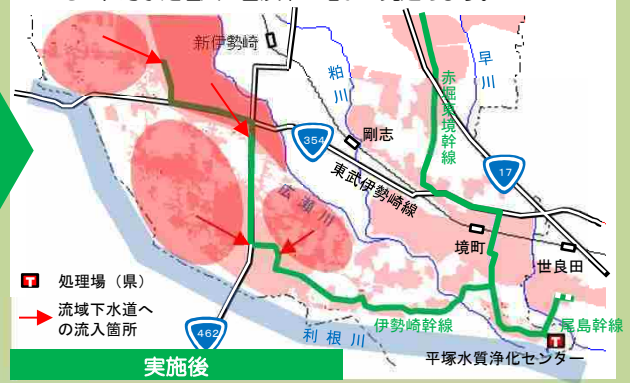 新伊勢崎
粕川
早川
赤堀東境幹線
剛志
354
17
東武伊勢崎線
広瀬川
境町
世良田
処理場（県）
流域下水道へ
の流入箇所
462
利根川
伊勢崎幹線
尾島幹線
平塚水質浄化センター
実施後